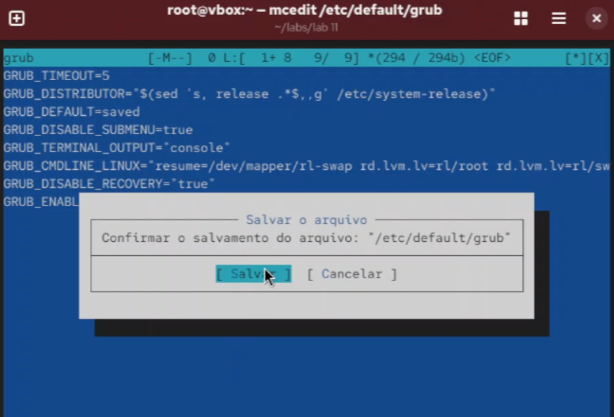 root@vbox:~ — mcedit /etc/default/grub
~/labs/lab 11
grub [-M--] 0 L:[ 1+ 8 9/ 9] *(294 / 294b) <EOF> [*][X]
GRUB_TIMEOUT=5
GRUB_DISTRIBUTOR="$(sed 's, release .*$,,g' /etc/system-release)"
GRUB_DEFAULT=saved
GRUB_DISABLE_SUBMENU=true
GRUB_TERMINAL_OUTPUT="console"
GRUB_CMDLINE_LINUX="resume=/dev/mapper/rl-swap rd.lvm.lv=rl/root rd.lvm.lv=rl/sw
GRUB_DISABLE_RECOVERY="true"
GRUB_ENABL
Salvar o arquivo
Confirmar o salvamento do arquivo: "/etc/default/grub"
[ Salvar ] [ Cancelar ]